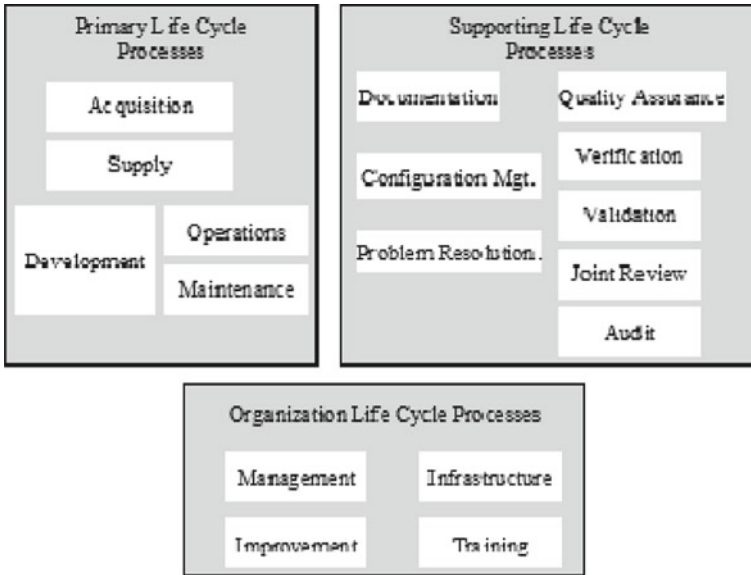 Primary Life Cycle
Processes
Acquisition
Supply
Development
Operations
Maintenance
Supporting Life Cycle
Processes
Documentation
Configuration Mgt.
Problem Resolution.
Quality Assurance
Verification
Validation
Joint Review
Audit
Organization Life Cycle Processes
Management
Infrastructure
Improvement
Training